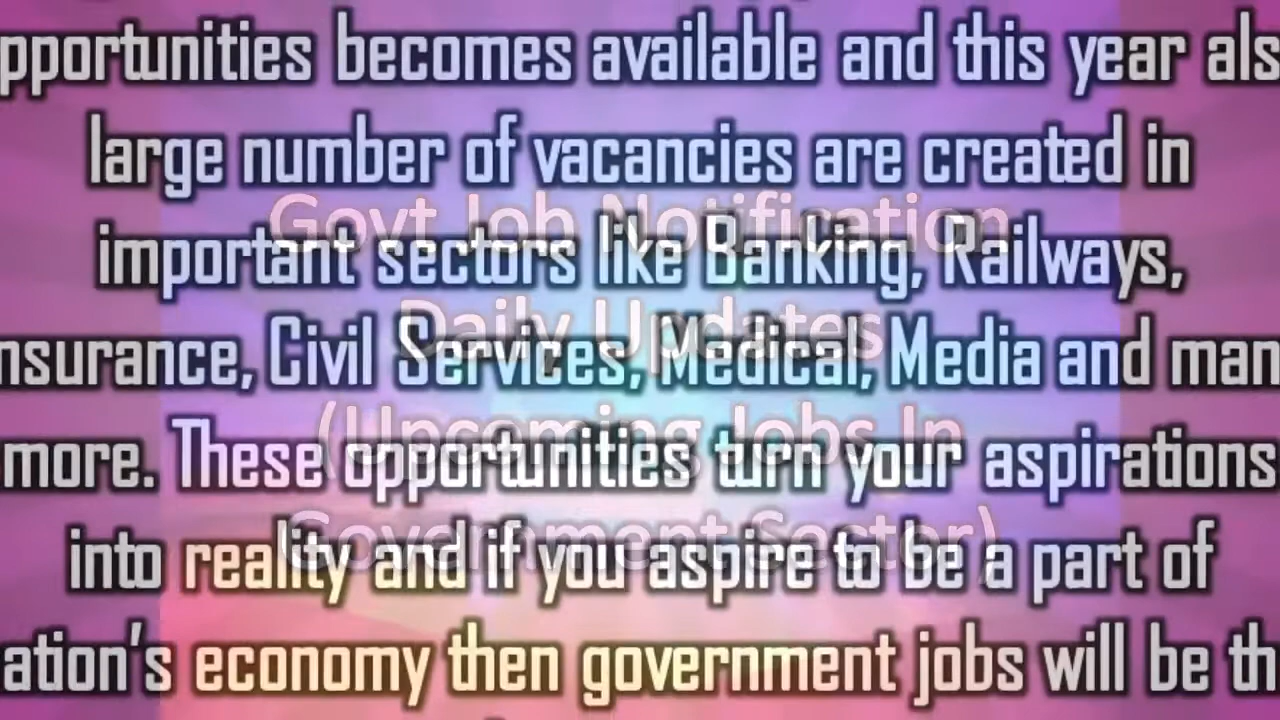 pportunities becomes available and this year als
large number of vacancies are created in
important sectors like Banking, Railways,
nsurance, Civil Services, Medical, Media and man
more. These opportunities turn your aspirations
into reality and if you aspire to be a part of
ation's economy then government jobs will be th
Govt Job Notification
Daily Updates
(Upcoming Jobs In
Government Sector)